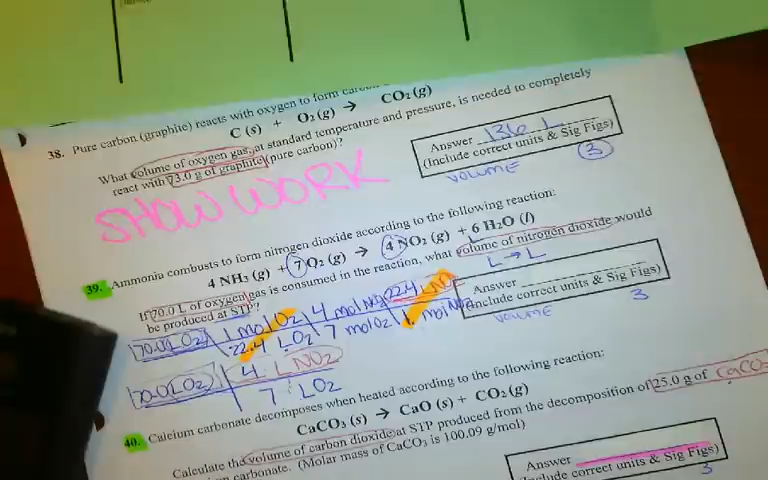 38. Pure carbon (graphite) reacts with oxygen to form
C (s) + O2 (g) → CO2 (g)
What volume of oxygen gas, at standard temperature and pressure, is needed to completely
react with 73.0 g of graphite (pure carbon)?
Answer 136 L
(Include correct units & Sig Figs)
VOLUME 3
SHOW WORK
39. Ammonia combusts to form nitrogen dioxide according to the following reaction:
4 NH3 (g) + 7 O2 (g) → 4 NO2 (g) + 6 H2O (l)
If 70.0 L of oxygen gas is consumed in the reaction, what volume of nitrogen dioxide would
be produced at STP?
L → L
Answer
(Include correct units & Sig Figs)
VOLUME 3
70.0 L O2 1 mol O2 4 mol NO2 22.4 L NO2
22.4 L O2 7 mol O2 1 mol NO2
70.0 L O2 4 L NO2
7 L O2
40. Calcium carbonate decomposes when heated according to the following reaction:
CaCO3 (s) → CaO (s) + CO2 (g)
Calculate the volume of carbon dioxide at STP produced from the decomposition of 25.0 g of CaCO3
carbonate. (Molar mass of CaCO3 is 100.09 g/mol)
Answer
(Include correct units & Sig Figs)
3